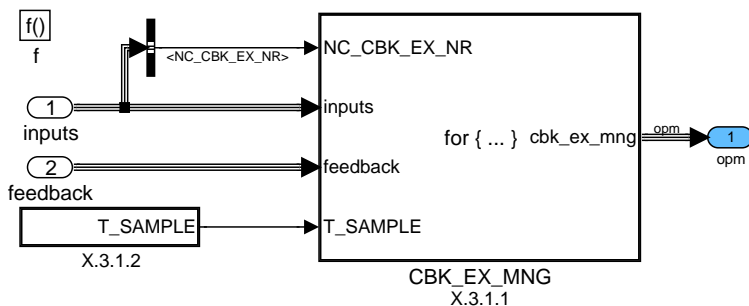 f()
f
<NC_CBK_EX_NR>
NC_CBK_EX_NR
1
inputs
inputs
for { ... }
cbk_ex_mng
opm
1
opm
2
feedback
feedback
T_SAMPLE
X.3.1.2
T_SAMPLE
CBK_EX_MNG
X.3.1.1